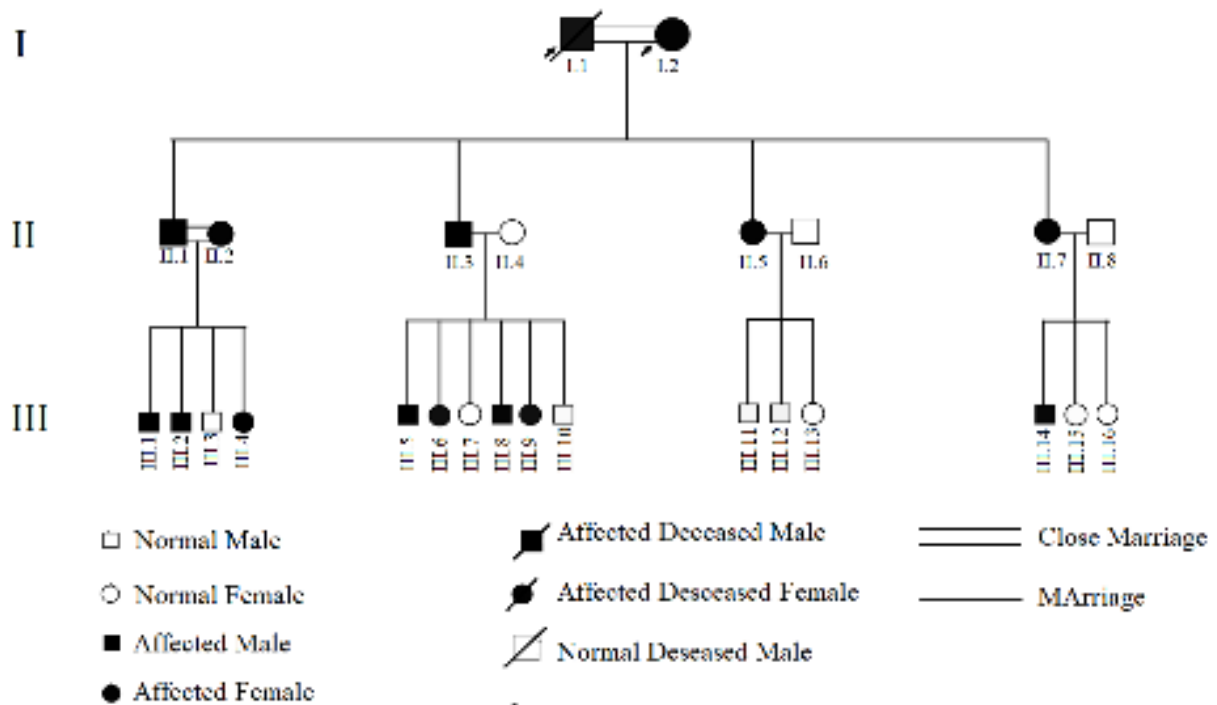 I
I.1 I.2
II
II.1 II.2 II.3 II.4 II.5 II.6 II.7 II.8
III
III.1 III.2 III.3 III.4 III.5 III.6 III.7 III.8 III.9 III.10 III.11 III.12 III.13 III.14 III.15 III.16
Normal Male
Affected Deceased Male
Close Marriage
Normal Female
Affected Desceased Female
MArringe
Affected Male
Normal Deseased Male
Affected Female